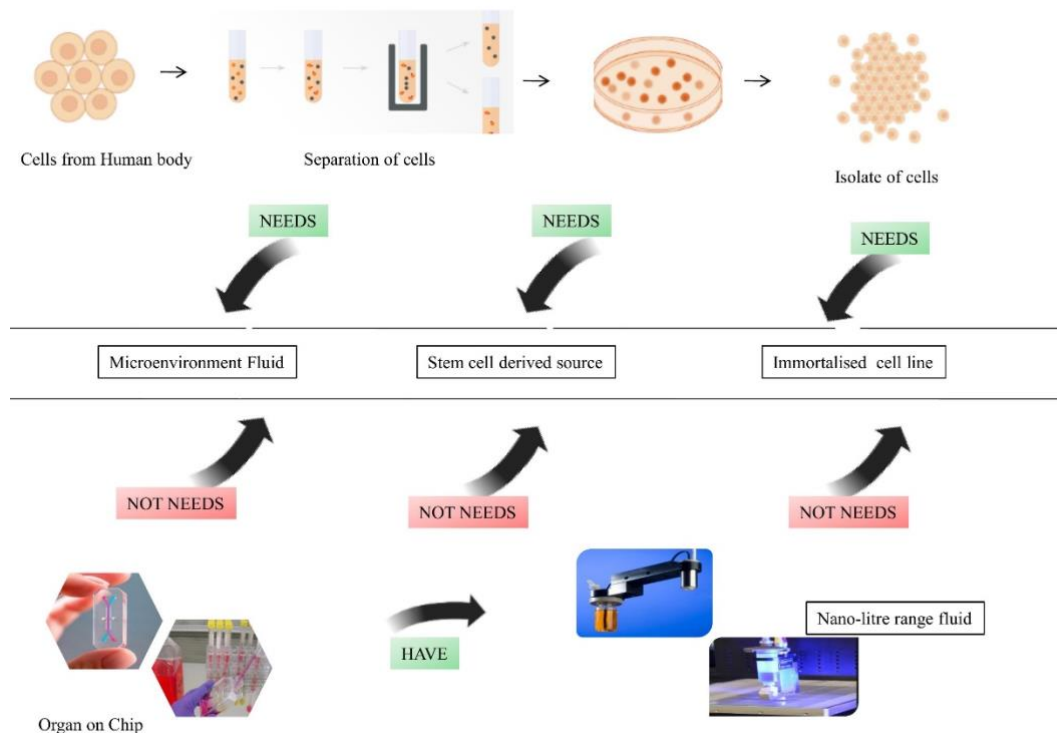 Cells from Human body
Separation of cells
Isolate of cells
NEEDS
NEEDS
NEEDS
Microenvironment Fluid
Stem cell derived source
Immortalised cell line
NOT NEEDS
NOT NEEDS
NOT NEEDS
HAVE
Nano-litre range fluid
Organ on Chip